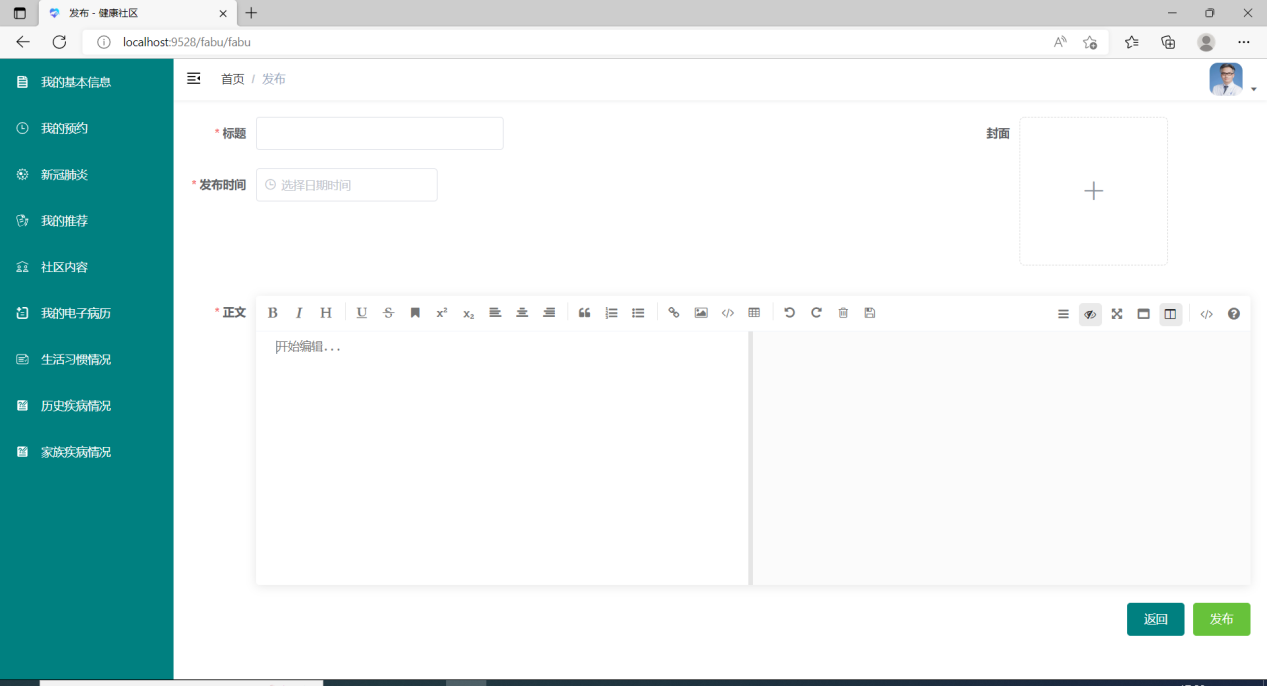 发布 - 健康社区
localhost:9528/fabu/fabu
我的基本信息
我的预约
新冠肺炎
我的推荐
社区内容
我的电子病历
生活习惯情况
历史疾病情况
家族疾病情况
首页 / 发布
* 标题
封面
* 发布时间 选择日期时间
* 正文
开始编辑...
返回 发布